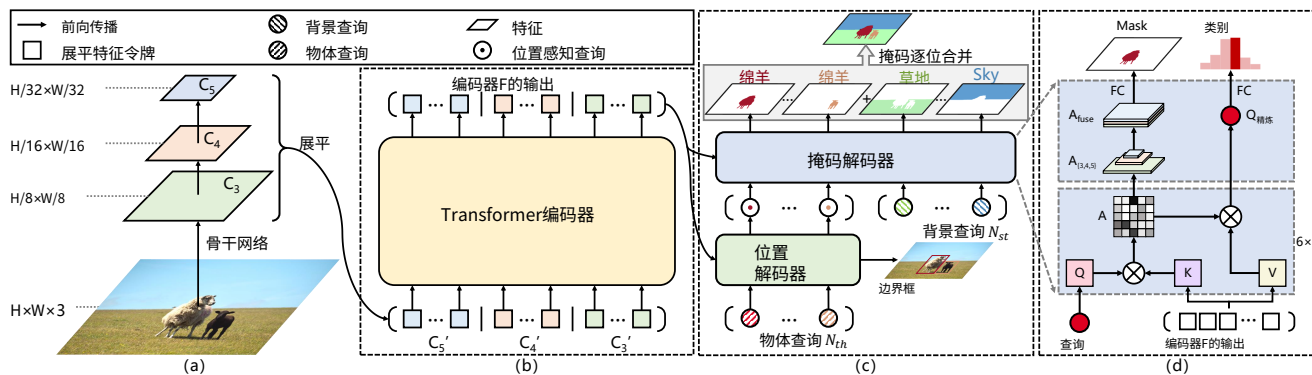 前向传播
背景查询
特征
展平特征令牌
物体查询
位置感知查询
H/32×W/32
C5
H/16×W/16
C4
H/8×W/8
C3
展平
骨干网络
H×W×3
(a)
编码器F的输出
Transformer编码器
C5′
C4′
C3′
(b)
掩码逐位合并
绵羊
绵羊
草地
Sky
... + ...
掩码解码器
背景查询 Nst
位置
解码器
边界框
物体查询 Nth
(c)
Mask
类别
FC
FC
Afuse
Q精炼
A{3,4,5}
A
6×
Q
K
V
查询
编码器F的输出
(d)